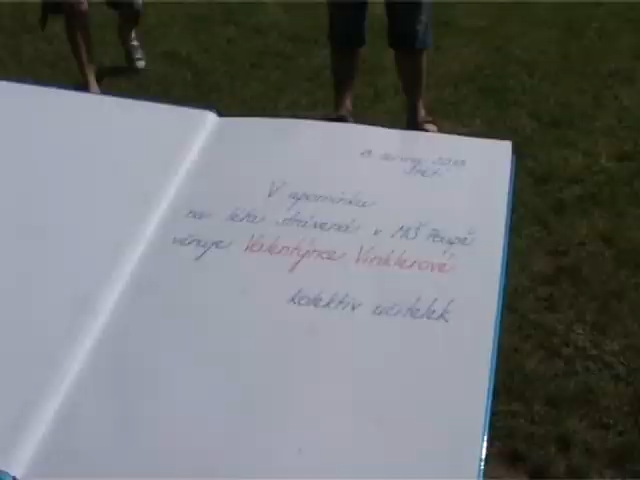 V upomínku
na léta strávená v MŠ Poupě
věnuje Valentýnce Vinklerové
kolektiv učitelek